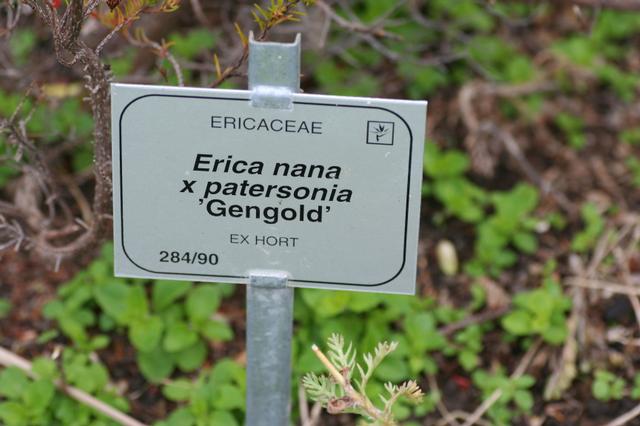 ERICACEAE
Erica nana
x patersonia
'Gengold'
EX HORT
284/90